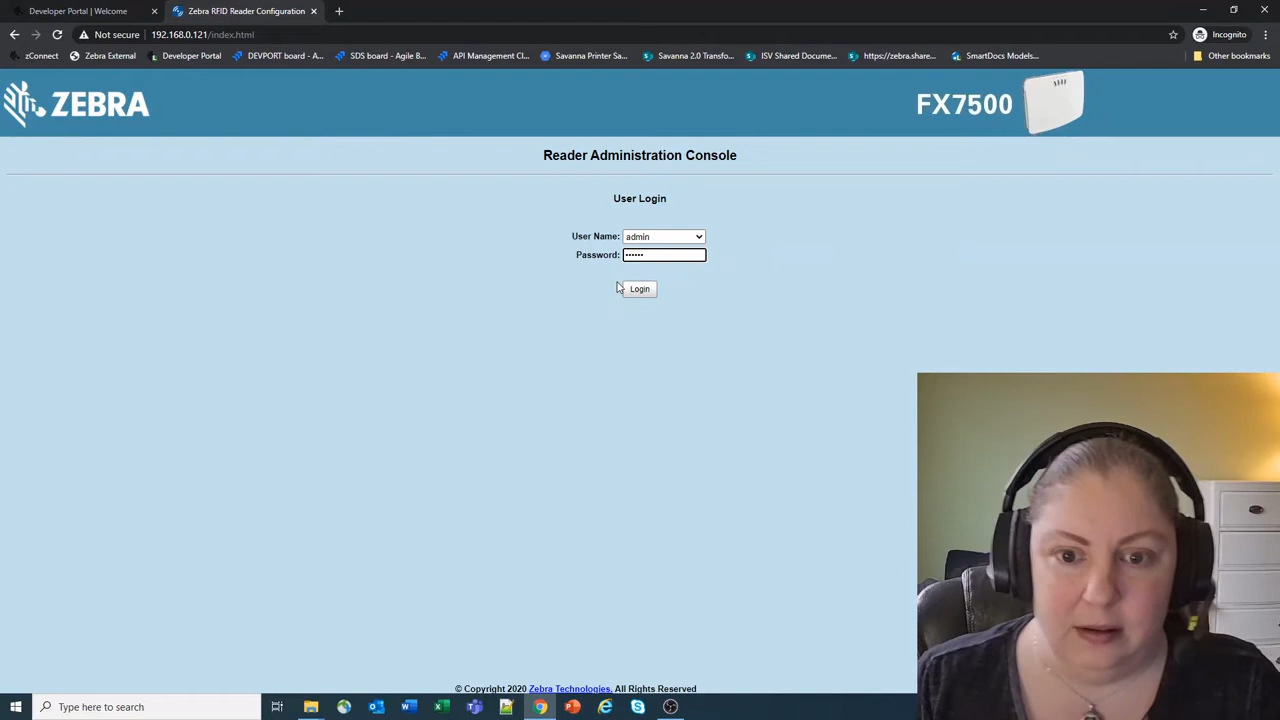 Developer Portal | Welcome
Zebra RFID Reader Configuration
Not secure
192.168.0.121/index.html
Incognito
zConnect
Zebra External
Developer Portal
DEVPORT board - A...
SDS board - Agile B...
API Management Cl...
Savanna Printer Sa...
Savanna 2.0 Transfo...
ISV Shared Docume...
https://zebra.share...
SmartDocs Models...
Other bookmarks
ZEBRA
FX7500
Reader Administration Console
User Login
User Name: admin
Password: ••••••
Login
© Copyright 2020 Zebra Technologies. All Rights Reserved
Type here to search